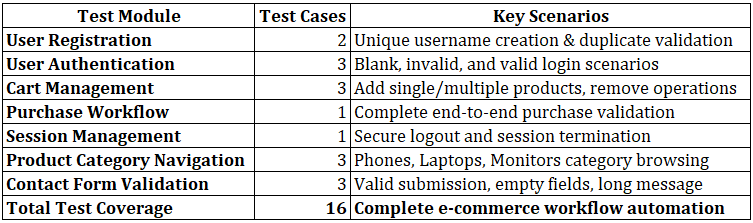 Test Module Test Cases Key Scenarios
User Registration 2 Unique username creation & duplicate validation
User Authentication 3 Blank, invalid, and valid login scenarios
Cart Management 3 Add single/multiple products, remove operations
Purchase Workflow 1 Complete end-to-end purchase validation
Session Management 1 Secure logout and session termination
Product Category Navigation 3 Phones, Laptops, Monitors category browsing
Contact Form Validation 3 Valid submission, empty fields, long message
Total Test Coverage 16 Complete e-commerce workflow automation